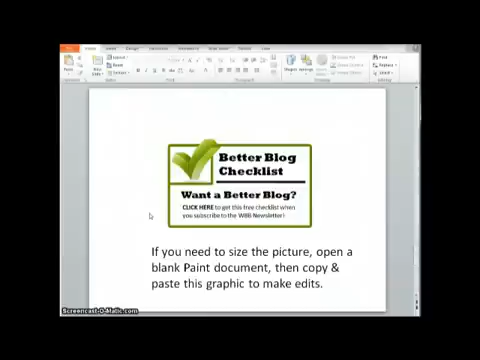 Better Blog
Checklist
Want a Better Blog?
CLICK HERE to get this free checklist when
you subscribe to the WBB Newsletter!
If you need to size the picture, open a
blank Paint document, then copy &
paste this graphic to make edits.
Screencast-O-Matic.com